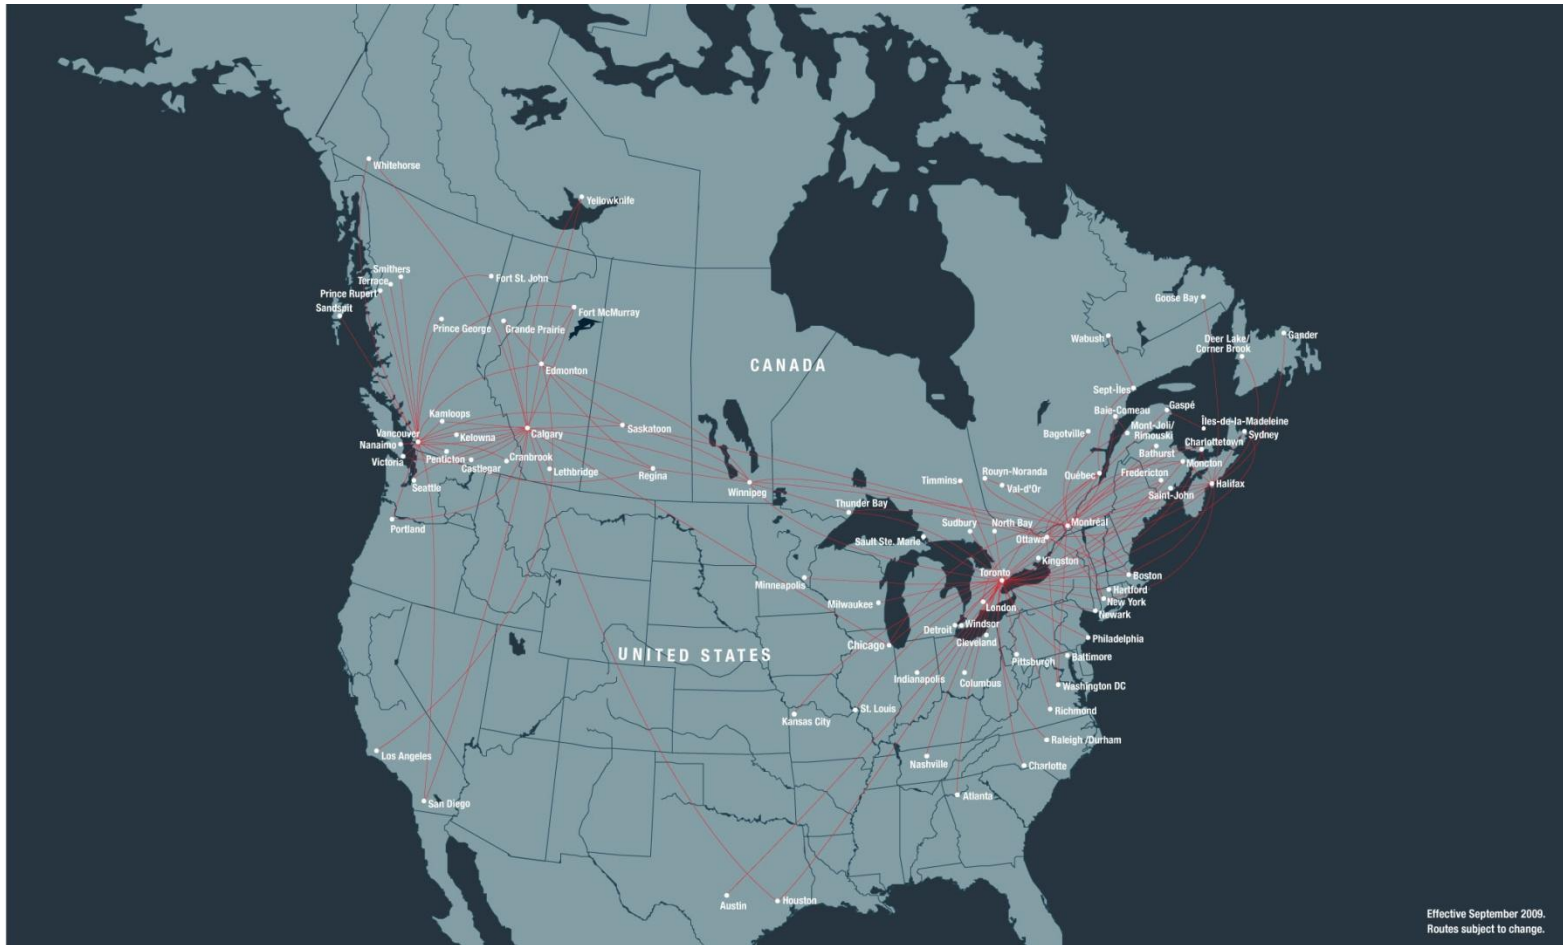 Whitehorse
Yellowknife
Smithers
Terrace
Prince Rupert
Sandspit
Fort St. John
Fort McMurray
Prince George
Grande Prairie
Edmonton
CANADA
Goose Bay
Wabush
Deer Lake/
Corner Brook
Gander
Sept-Îles
Kamloops
Vancouver
Nanaimo
Victoria
Kelowna
Penticton
Castlegar
Cranbrook
Calgary
Lethbridge
Saskatoon
Regina
Winnipeg
Seattle
Portland
Baie-Comeau
Gaspé
Mont-Joli/
Rimouski
Bagotville
Bathurst
Îles-de-la-Madeleine
Sydney
Charlottetown
Moncton
Fredericton
Saint-John
Halifax
Québec
Rouyn-Noranda
Val-d'Or
Timmins
Thunder Bay
Sudbury
North Bay
Sault Ste. Marie
Ottawa
Montréal
Kingston
Toronto
London
Windsor
Detroit
Cleveland
Minneapolis
Milwaukee
Chicago
Boston
Hartford
New York
Newark
Philadelphia
Pittsburgh
Baltimore
Washington DC
UNITED STATES
Indianapolis
Columbus
Richmond
Kansas City
St. Louis
Raleigh /Durham
Nashville
Charlotte
Atlanta
Los Angeles
San Diego
Austin
Houston
Effective September 2009.
Routes subject to change.